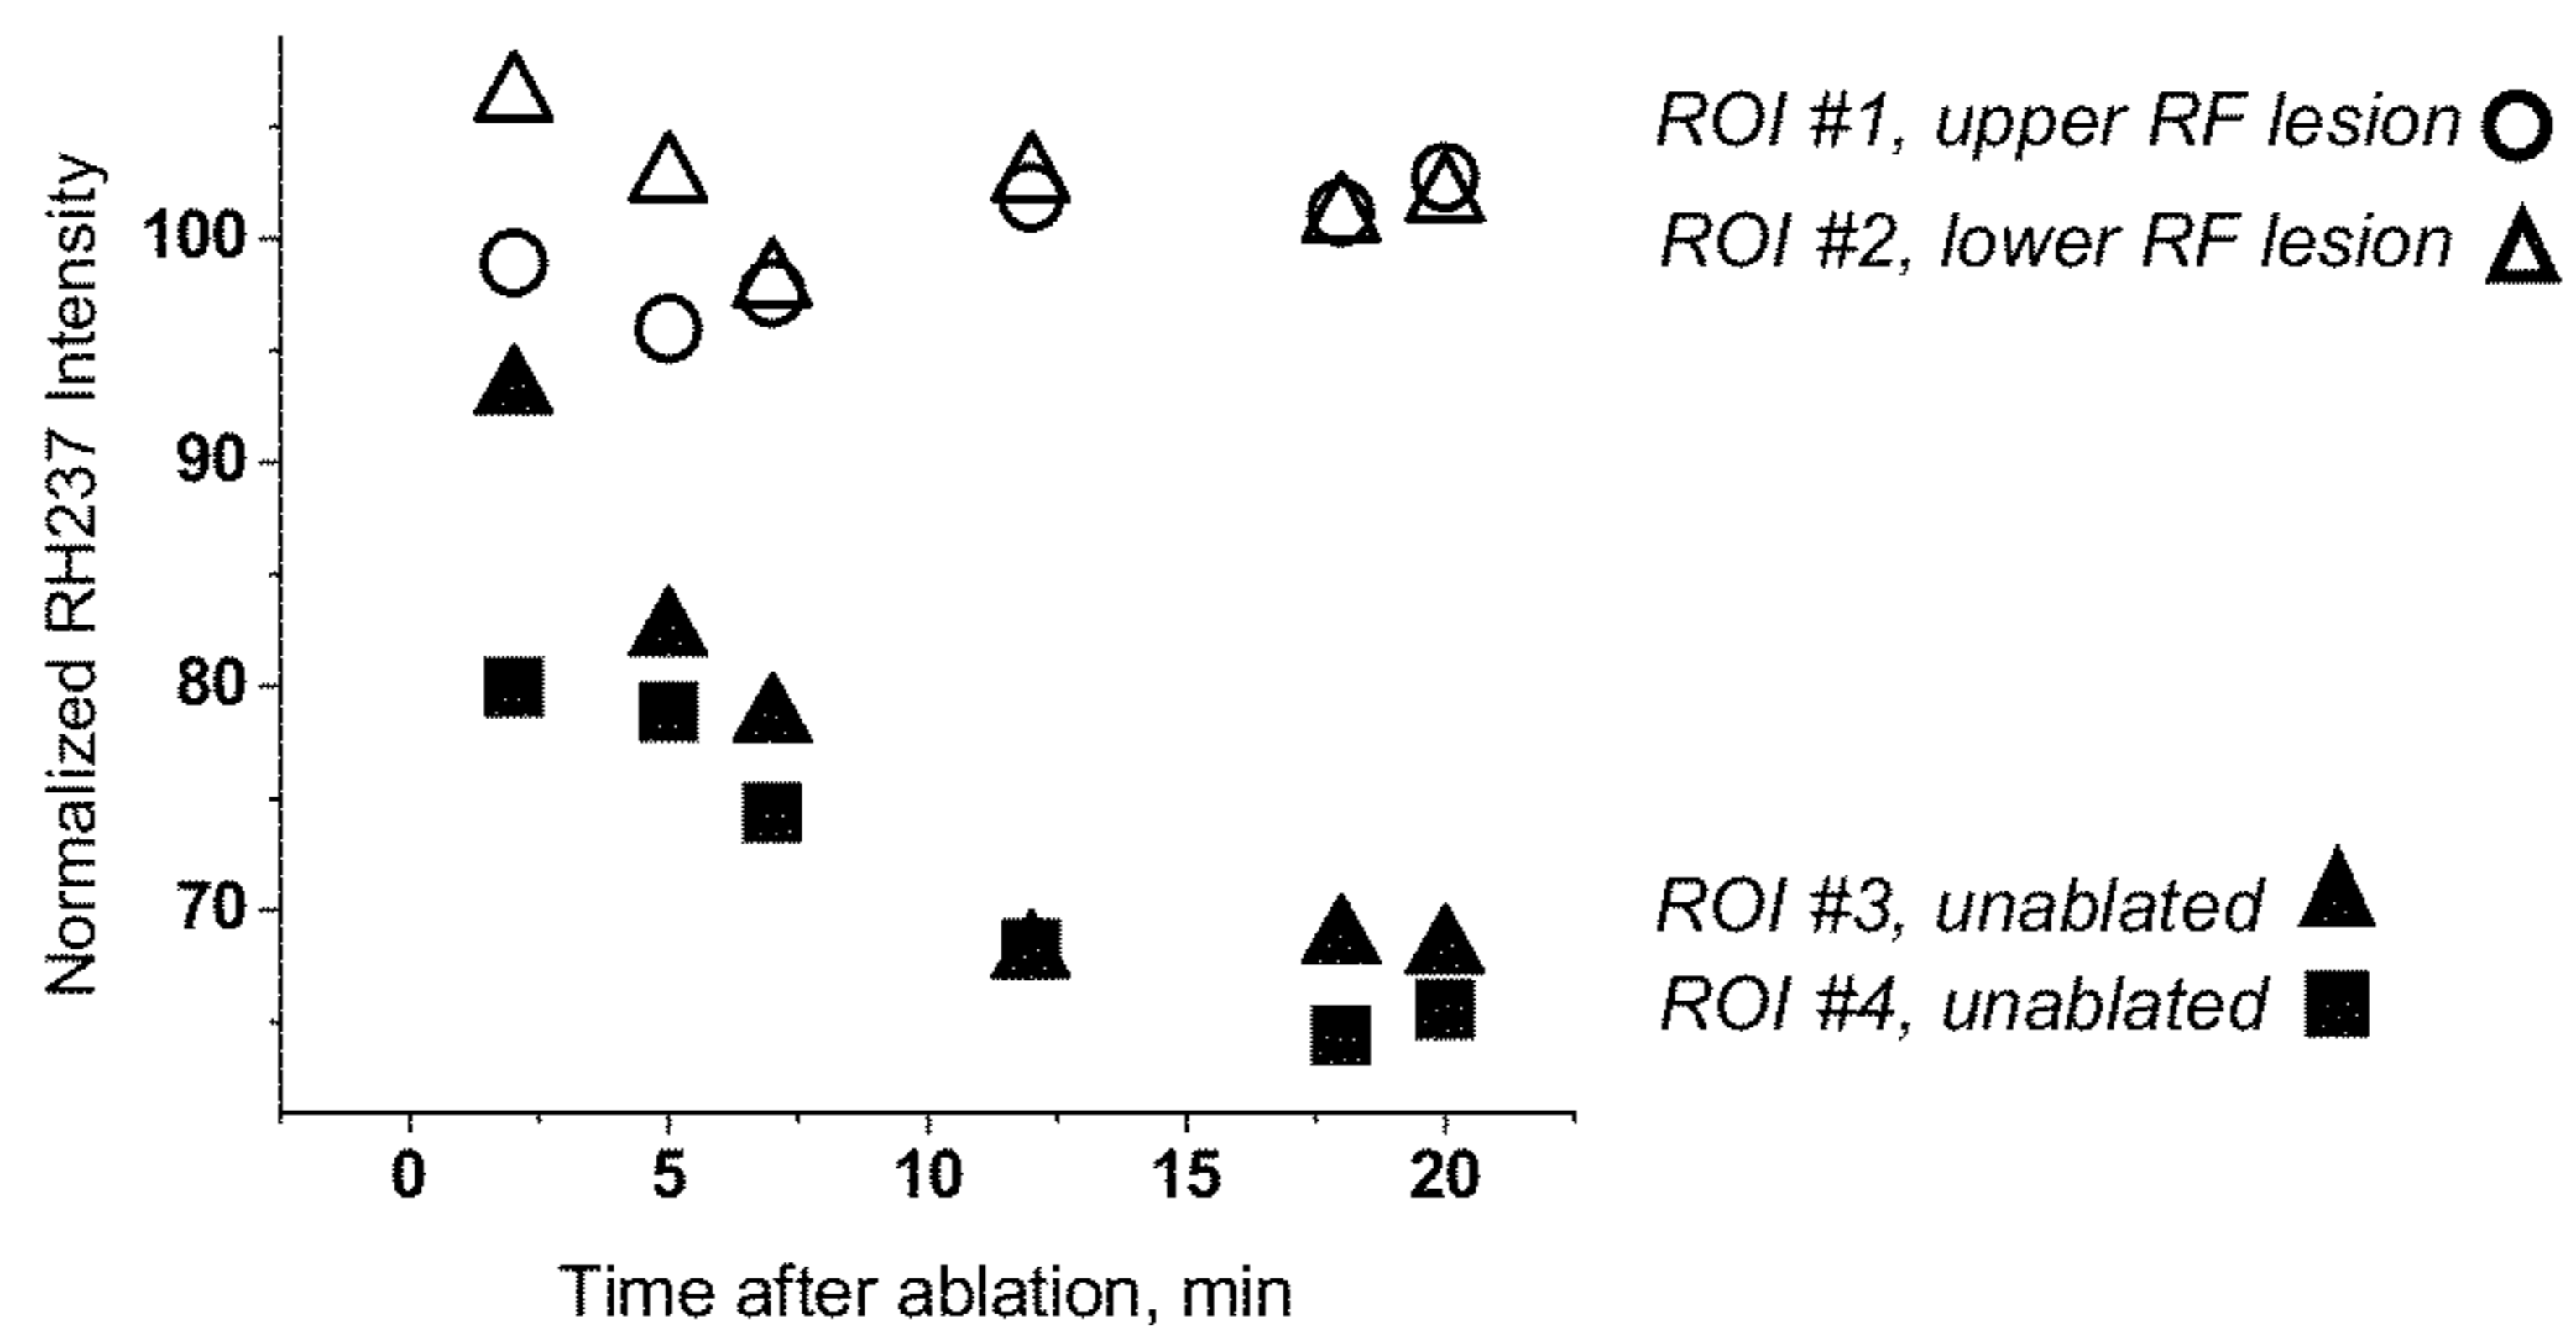 Normalized RH237 Intensity
100
90
80
70
0 5 10 15 20
Time after ablation, min
ROI #1, upper RF lesion
ROI #2, lower RF lesion
ROI #3, unablated
ROI #4, unablated